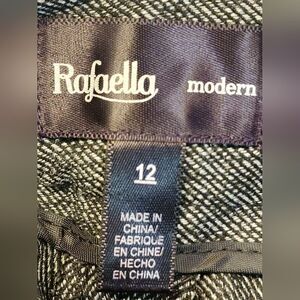 Rafaella modern
12
MADE IN
CHINA/
FABRIQUE
EN CHINE/
HECHO
EN CHINA